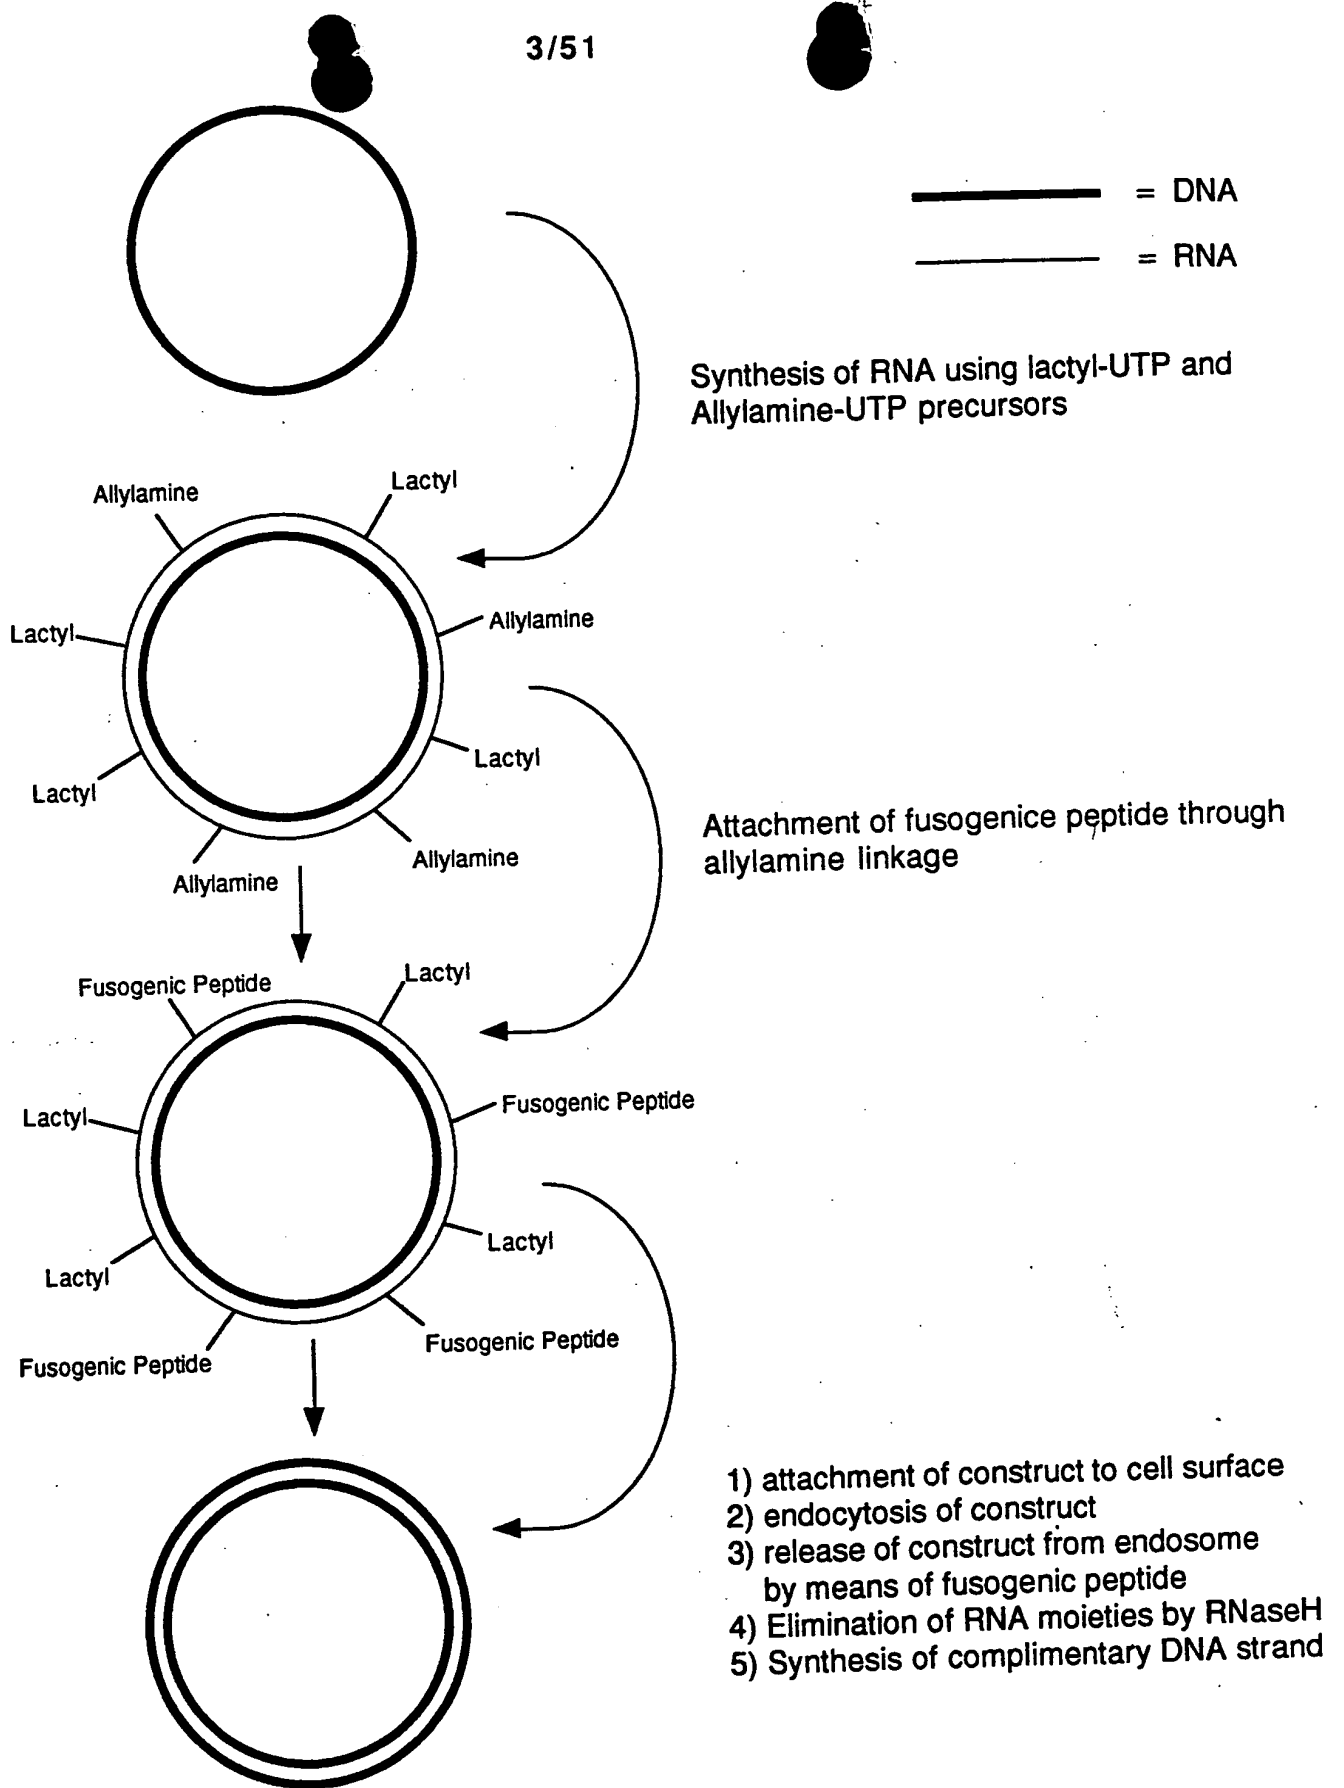 3/51
= DNA
= RNA
Synthesis of RNA using lactyl-UTP and
Allylamine-UTP precursors
Allylamine
Lactyl
Lactyl
Allylamine
Lactyl
Lactyl
Allylamine
Allylamine
Attachment of fusogenice peptide through
allylamine linkage
Fusogenic Peptide
Lactyl
Lactyl
Fusogenic Peptide
Lactyl
Lactyl
Fusogenic Peptide
Fusogenic Peptide
1) attachment of construct to cell surface
2) endocytosis of construct
3) release of construct from endosome
by means of fusogenic peptide
4) Elimination of RNA moieties by RNaseH
5) Synthesis of complimentary DNA strand